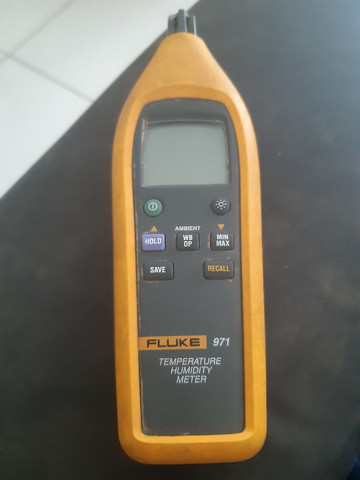 AMBIENT
HOLD
WB
DP
MIN
MAX
SAVE
RECALL
FLUKE 971
TEMPERATURE
HUMIDITY
METER